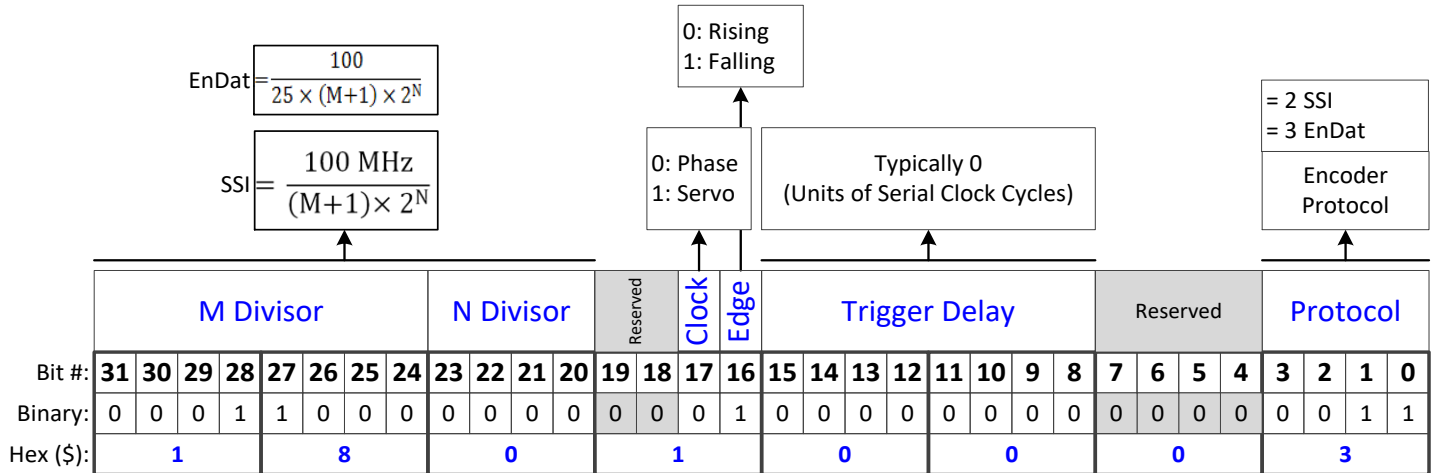 0: Rising
1: Falling
EnDat = 100 / 25 × (M+1) × 2^N
= 2 SSI
= 3 EnDat
SSI = 100 MHz / (M+1)× 2^N
0: Phase
1: Servo
Typically 0
(Units of Serial Clock Cycles)
Encoder
Protocol
M Divisor N Divisor Reserved Clock Edge Trigger Delay Reserved Protocol
Bit #: 31 30 29 28 27 26 25 24 23 22 21 20 19 18 17 16 15 14 13 12 11 10 9 8 7 6 5 4 3 2 1 0
Binary: 0 0 0 1 1 0 0 0 0 0 0 0 0 0 0 1 0 0 0 0 0 0 0 0 0 0 0 0 0 0 1 1
Hex ($): 1 8 0 1 0 0 0 3